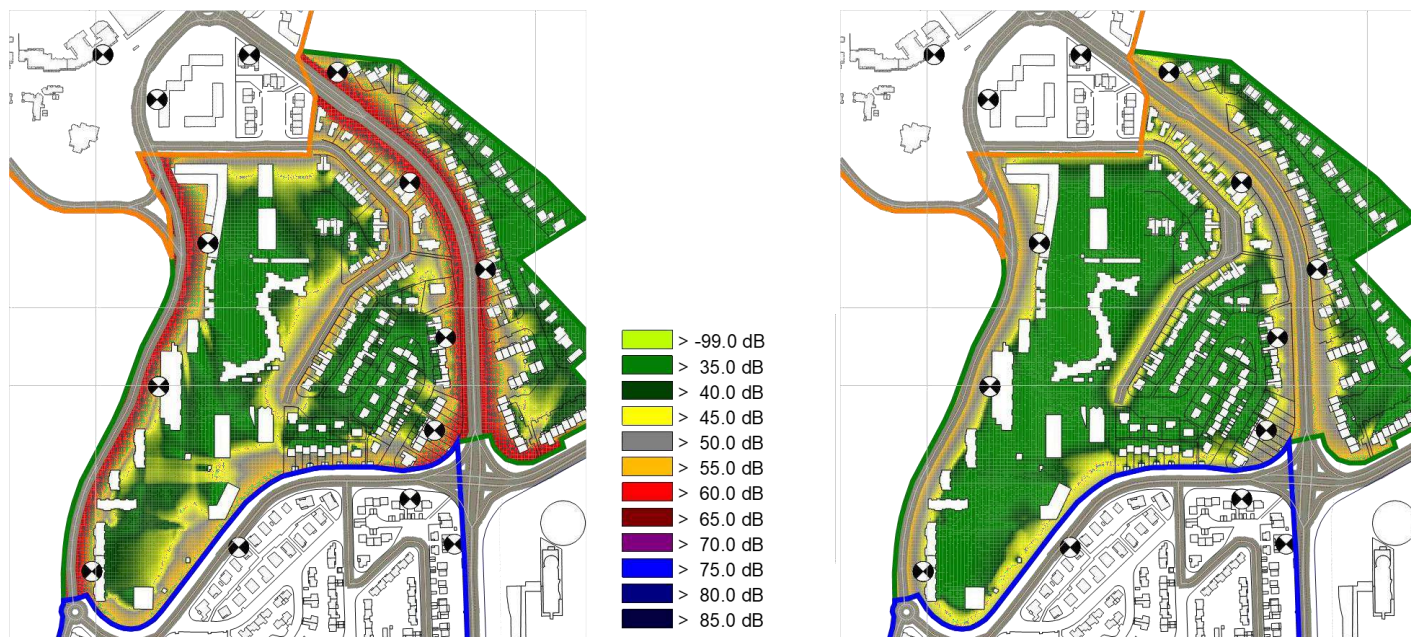 > -99.0 dB
> 35.0 dB
> 40.0 dB
> 45.0 dB
> 50.0 dB
> 55.0 dB
> 60.0 dB
> 65.0 dB
> 70.0 dB
> 75.0 dB
> 80.0 dB
> 85.0 dB